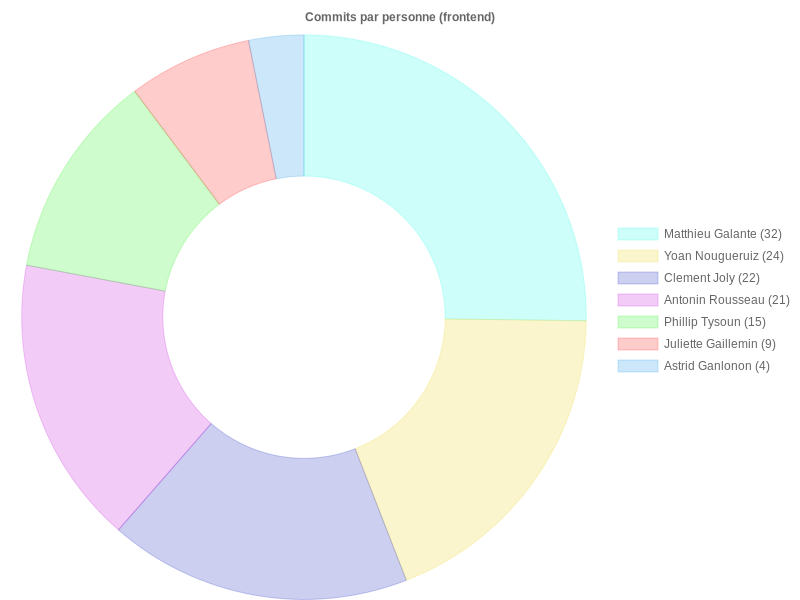 Commits par personne (frontend)
Matthieu Galante (32)
Yoan Nougueruiz (24)
Clement Joly (22)
Antonin Rousseau (21)
Phillip Tysoun (15)
Juliette Gaillemin (9)
Astrid Ganlonon (4)